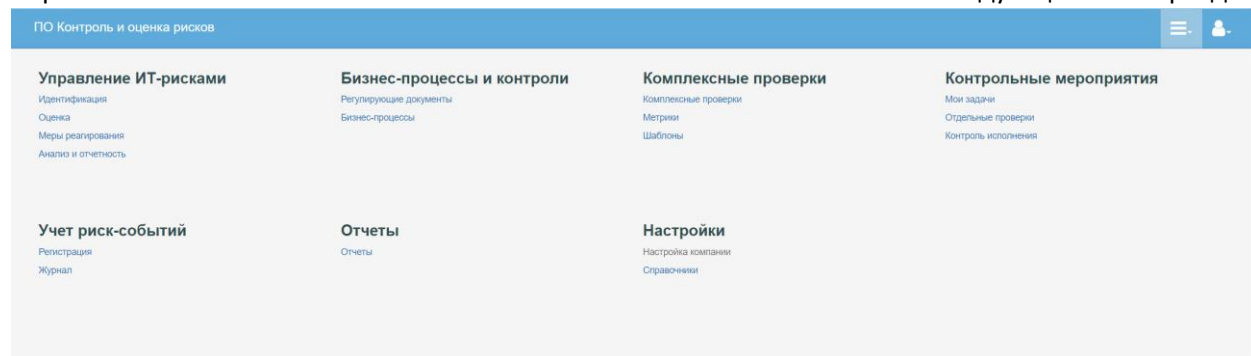 ПО Контроль и оценка рисков
Управление ИТ-рисками
Идентификация
Оценка
Меры реагирования
Анализ и отчетность
Бизнес-процессы и контроли
Регулирующие документы
Бизнес-процессы
Комплексные проверки
Комплексные проверки
Метрики
Шаблоны
Контрольные мероприятия
Мои задачи
Отдельные проверки
Контроль исполнения
Учет риск-событий
Регистрация
Журнал
Отчеты
Отчеты
Настройки
Настройка компании
Справочники